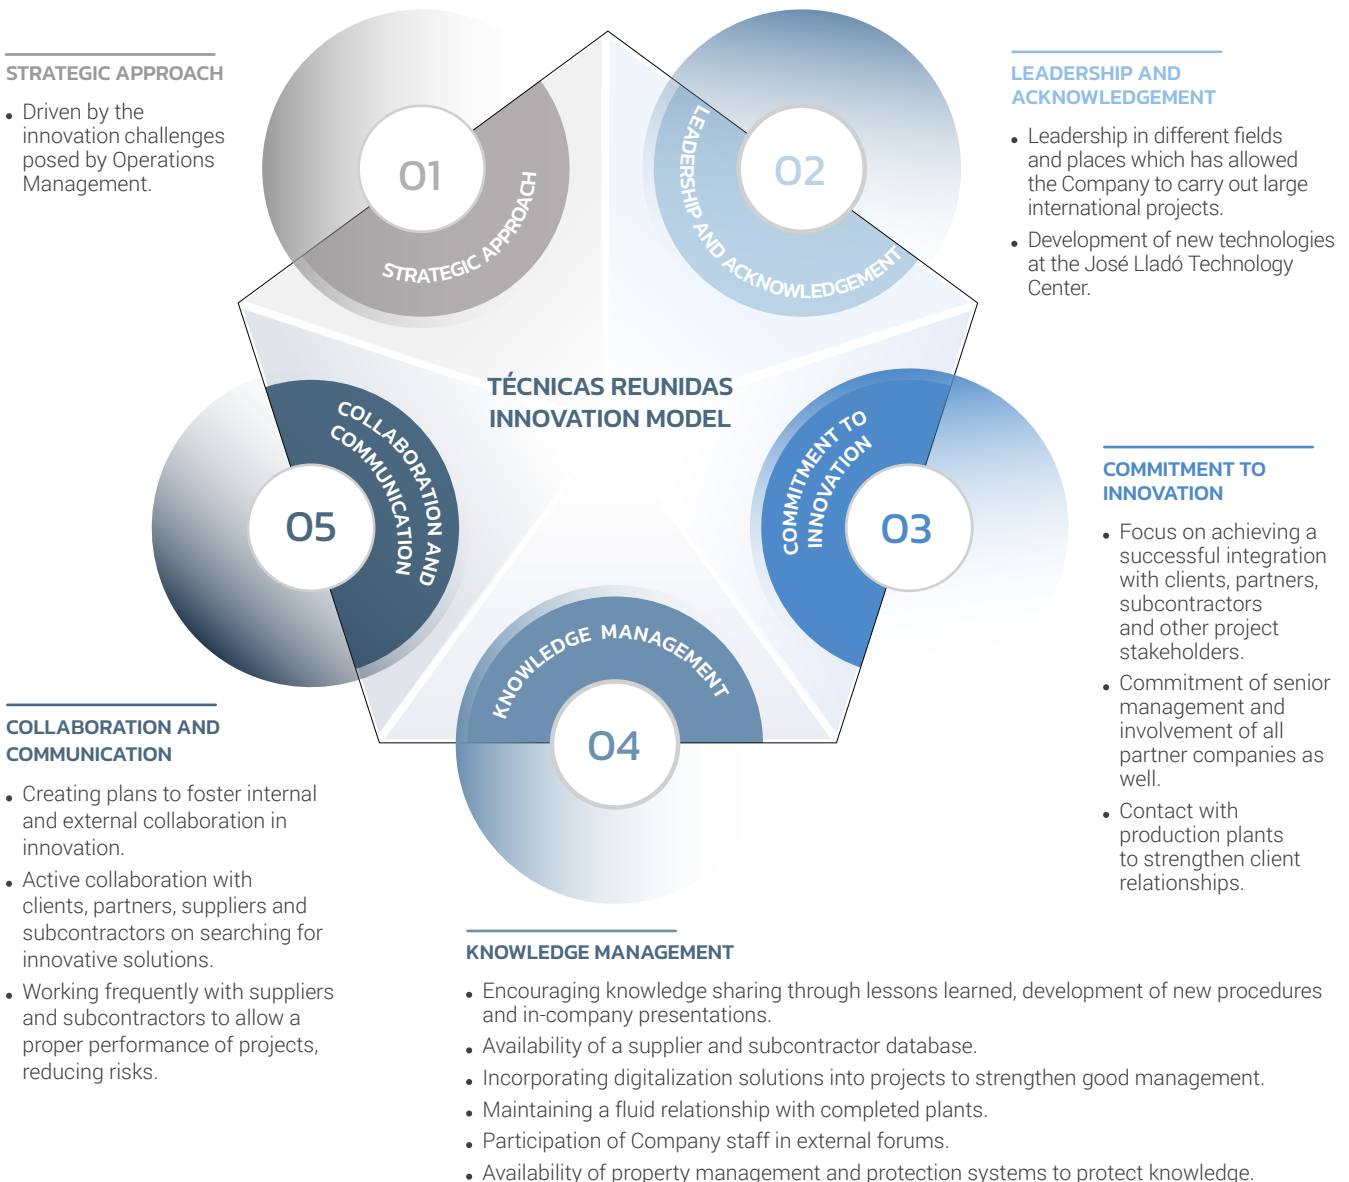 STRATEGIC APPROACH
• Driven by the
innovation challenges
posed by Operations
Management.
01
STRATEGIC APPROACH
02
LEADERSHIP AND ACKNOWLEDGEMENT
LEADERSHIP AND
ACKNOWLEDGEMENT
• Leadership in different fields
and places which has allowed
the Company to carry out large
international projects.
• Development of new technologies
at the José Lladó Technology
Center.
TÉCNICAS REUNIDAS
INNOVATION MODEL
COMMITMENT TO
INNOVATION
03
COMMITMENT TO
INNOVATION
• Focus on achieving a
successful integration
with clients, partners,
subcontractors
and other project
stakeholders.
• Commitment of senior
management and
involvement of all
partner companies as
well.
• Contact with
production plants
to strengthen client
relationships.
05
COLLABORATION AND
COMMUNICATION
KNOWLEDGE MANAGEMENT
04
COLLABORATION AND
COMMUNICATION
• Creating plans to foster internal
and external collaboration in
innovation.
• Active collaboration with
clients, partners, suppliers and
subcontractors on searching for
innovative solutions.
• Working frequently with suppliers
and subcontractors to allow a
proper performance of projects,
reducing risks.
KNOWLEDGE MANAGEMENT
• Encouraging knowledge sharing through lessons learned, development of new procedures
and in-company presentations.
• Availability of a supplier and subcontractor database.
• Incorporating digitalization solutions into projects to strengthen good management.
• Maintaining a fluid relationship with completed plants.
• Participation of Company staff in external forums.
• Availability of property management and protection systems to protect knowledge.